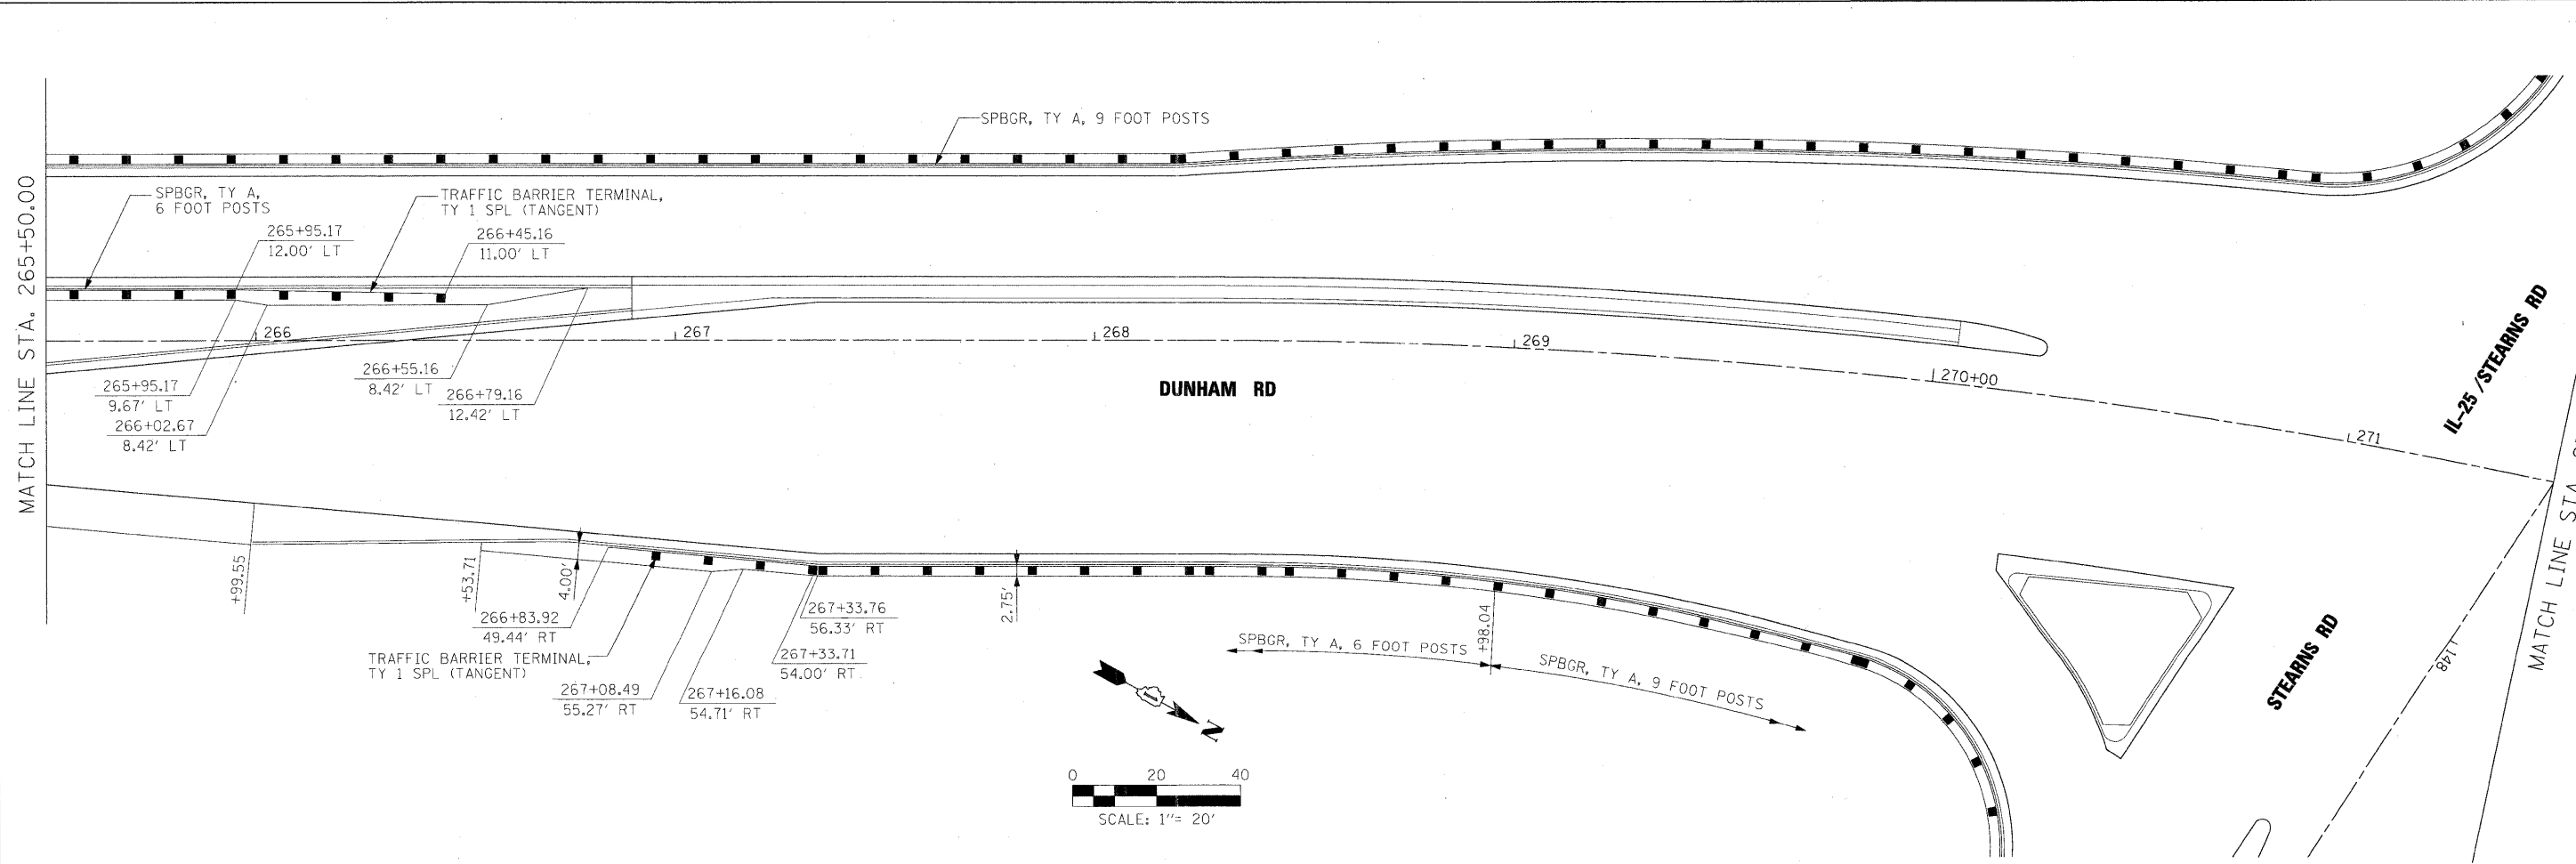 SPBGR, TY A, 9 FOOT POSTS
MATCH LINE STA. 265+50.00
SPBGR, TY A,
6 FOOT POSTS
TRAFFIC BARRIER TERMINAL,
TY 1 SPL (TANGENT)
265+95.17
12.00' LT
266+45.16
11.00' LT
266
267
268
269
270+00
271
265+95.17
9.67' LT
266+02.67
8.42' LT
266+55.16
8.42' LT
266+79.16
12.42' LT
DUNHAM RD
IL-25 /STEARNS RD
MATCH LINE STA
+99.55
+53.71
4.00'
266+83.92
49.44' RT
TRAFFIC BARRIER TERMINAL,
TY 1 SPL (TANGENT)
267+08.49
55.27' RT
267+16.08
54.71' RT
267+33.76
56.33' RT
267+33.71
54.00' RT
2.75'
SPBGR, TY A, 6 FOOT POSTS
+98.04
SPBGR, TY A, 9 FOOT POSTS
STEARNS RD
148
N
0 20 40
SCALE: 1"= 20'